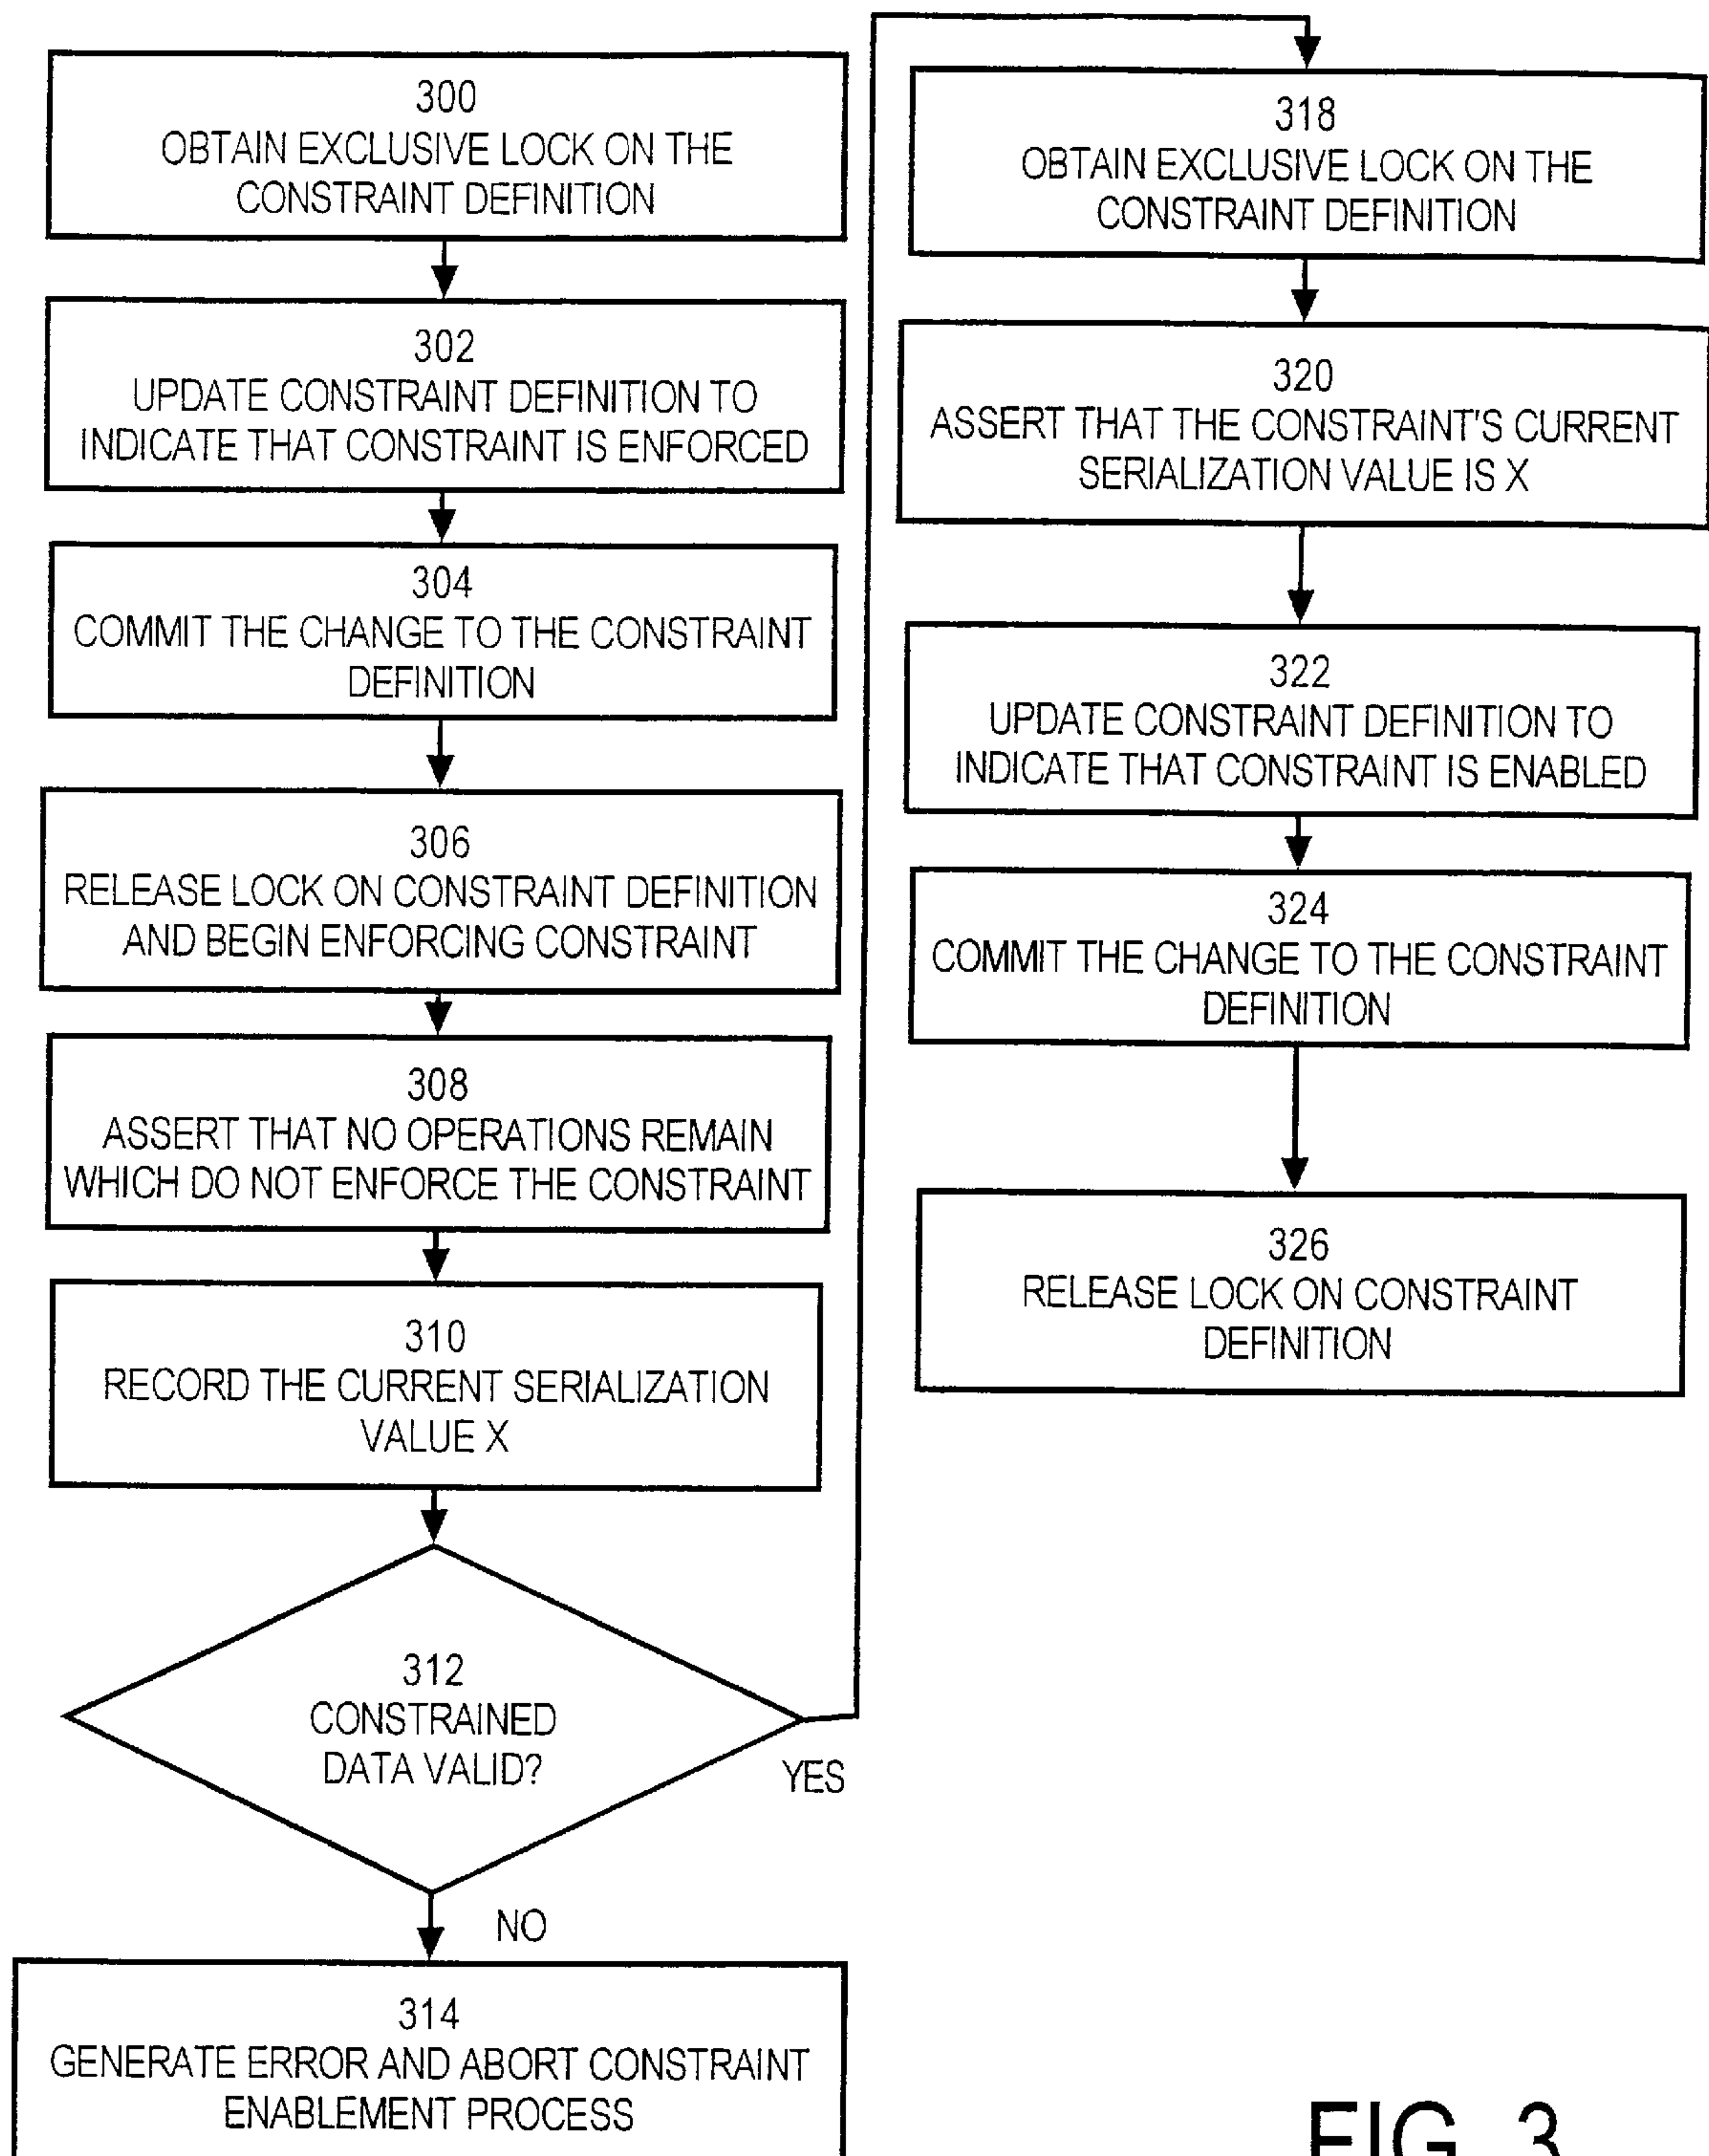 300
OBTAIN EXCLUSIVE LOCK ON THE
CONSTRAINT DEFINITION
302
UPDATE CONSTRAINT DEFINITION TO
INDICATE THAT CONSTRAINT IS ENFORCED
304
COMMIT THE CHANGE TO THE CONSTRAINT
DEFINITION
306
RELEASE LOCK ON CONSTRAINT DEFINITION
AND BEGIN ENFORCING CONSTRAINT
308
ASSERT THAT NO OPERATIONS REMAIN
WHICH DO NOT ENFORCE THE CONSTRAINT
310
RECORD THE CURRENT SERIALIZATION
VALUE X
312
CONSTRAINED
DATA VALID?
YES
NO
314
GENERATE ERROR AND ABORT CONSTRAINT
ENABLEMENT PROCESS
318
OBTAIN EXCLUSIVE LOCK ON THE
CONSTRAINT DEFINITION
320
ASSERT THAT THE CONSTRAINT'S CURRENT
SERIALIZATION VALUE IS X
322
UPDATE CONSTRAINT DEFINITION TO
INDICATE THAT CONSTRAINT IS ENABLED
324
COMMIT THE CHANGE TO THE CONSTRAINT
DEFINITION
326
RELEASE LOCK ON CONSTRAINT
DEFINITION
FIG. 3